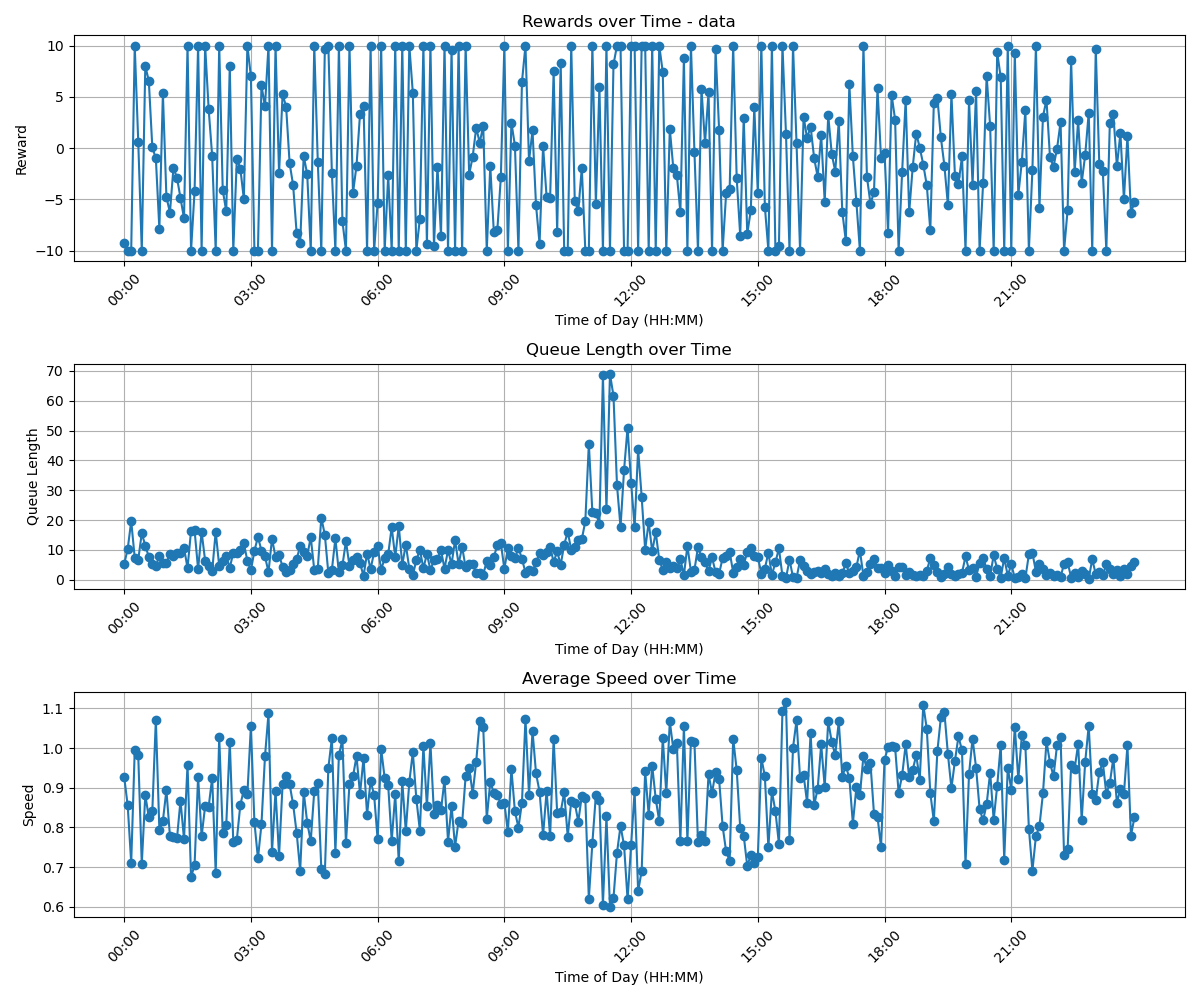 Rewards over Time - data
10
5
0
−5
−10
Reward
00:00 03:00 06:00 09:00 12:00 15:00 18:00 21:00
Time of Day (HH:MM)
Queue Length over Time
70
60
50
40
30
20
10
0
Queue Length
00:00 03:00 06:00 09:00 12:00 15:00 18:00 21:00
Time of Day (HH:MM)
Average Speed over Time
1.1
1.0
0.9
0.8
0.7
0.6
Speed
00:00 03:00 06:00 09:00 12:00 15:00 18:00 21:00
Time of Day (HH:MM)